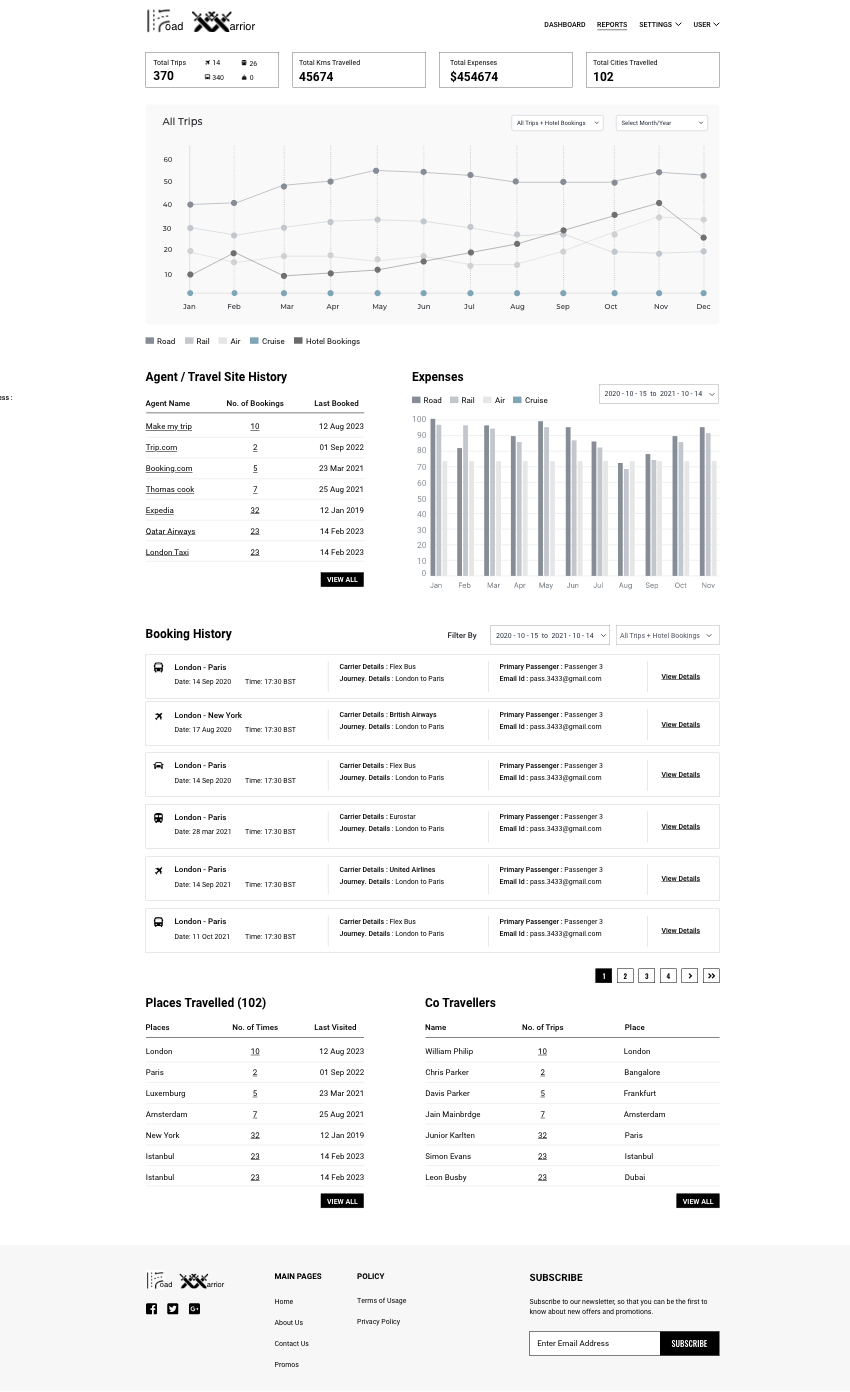 Road Warrior
DASHBOARD REPORTS SETTINGS USER
Total Trips 14 26
370 340 0
Total Kms Travelled
45674
Total Expenses
$454674
Total Cities Travelled
102
All Trips
All Trips + Hotel Bookings Select Month/Year
60
50
40
30
20
10
Jan Feb Mar Apr May Jun Jul Aug Sep Oct Nov Dec
Road Rail Air Cruise Hotel Bookings
ess :
Agent / Travel Site History
Agent Name No. of Bookings Last Booked
Make my trip 10 12 Aug 2023
Trip.com 2 01 Sep 2022
Booking.com 5 23 Mar 2021
Thomas cook 7 25 Aug 2021
Expedia 32 12 Jan 2019
Qatar Airways 23 14 Feb 2023
London Taxi 23 14 Feb 2023
VIEW ALL
Expenses
Road Rail Air Cruise
2020 - 10 - 15 to 2021 - 10 - 14
100
90
80
70
60
50
40
30
20
10
0
Jan Feb Mar Apr May Jun Jul Aug Sep Oct Nov
Booking History
Filter By 2020 - 10 - 15 to 2021 - 10 - 14 All Trips + Hotel Bookings
London - Paris
Date: 14 Sep 2020 Time: 17:30 BST
Carrier Details : Flex Bus
Journey. Details : London to Paris
Primary Passenger : Passenger 3
Email Id : pass.3433@gmail.com
View Details
London - New York
Date: 17 Aug 2020 Time: 17:30 BST
Carrier Details : British Airways
Journey. Details : London to Paris
Primary Passenger : Passenger 3
Email Id : pass.3433@gmail.com
View Details
London - Paris
Date: 14 Sep 2020 Time: 17:30 BST
Carrier Details : Flex Bus
Journey. Details : London to Paris
Primary Passenger : Passenger 3
Email Id : pass.3433@gmail.com
View Details
London - Paris
Date: 28 mar 2021 Time: 17:30 BST
Carrier Details : Eurostar
Journey. Details : London to Paris
Primary Passenger : Passenger 3
Email Id : pass.3433@gmail.com
View Details
London - Paris
Date: 14 Sep 2021 Time: 17:30 BST
Carrier Details : United Airlines
Journey. Details : London to Paris
Primary Passenger : Passenger 3
Email Id : pass.3433@gmail.com
View Details
London - Paris
Date: 11 Oct 2021 Time: 17:30 BST
Carrier Details : Flex Bus
Journey. Details : London to Paris
Primary Passenger : Passenger 3
Email Id : pass.3433@gmail.com
View Details
1 2 3 4
Places Travelled (102)
Places No. of Times Last Visited
London 10 12 Aug 2023
Paris 2 01 Sep 2022
Luxemburg 5 23 Mar 2021
Amsterdam 7 25 Aug 2021
New York 32 12 Jan 2019
Istanbul 23 14 Feb 2023
Istanbul 23 14 Feb 2023
VIEW ALL
Co Travellers
Name No. of Trips Place
William Philip 10 London
Chris Parker 2 Bangalore
Davis Parker 5 Frankfurt
Jain Mainbrdge 7 Amsterdam
Junior Karlten 32 Paris
Simon Evans 23 Istanbul
Leon Busby 23 Dubai
VIEW ALL
Road Warrior
MAIN PAGES
Home
About Us
Contact Us
Promos
POLICY
Terms of Usage
Privacy Policy
SUBSCRIBE
Subscribe to our newsletter, so that you can be the first to
know about new offers and promotions.
Enter Email Address SUBSCRIBE